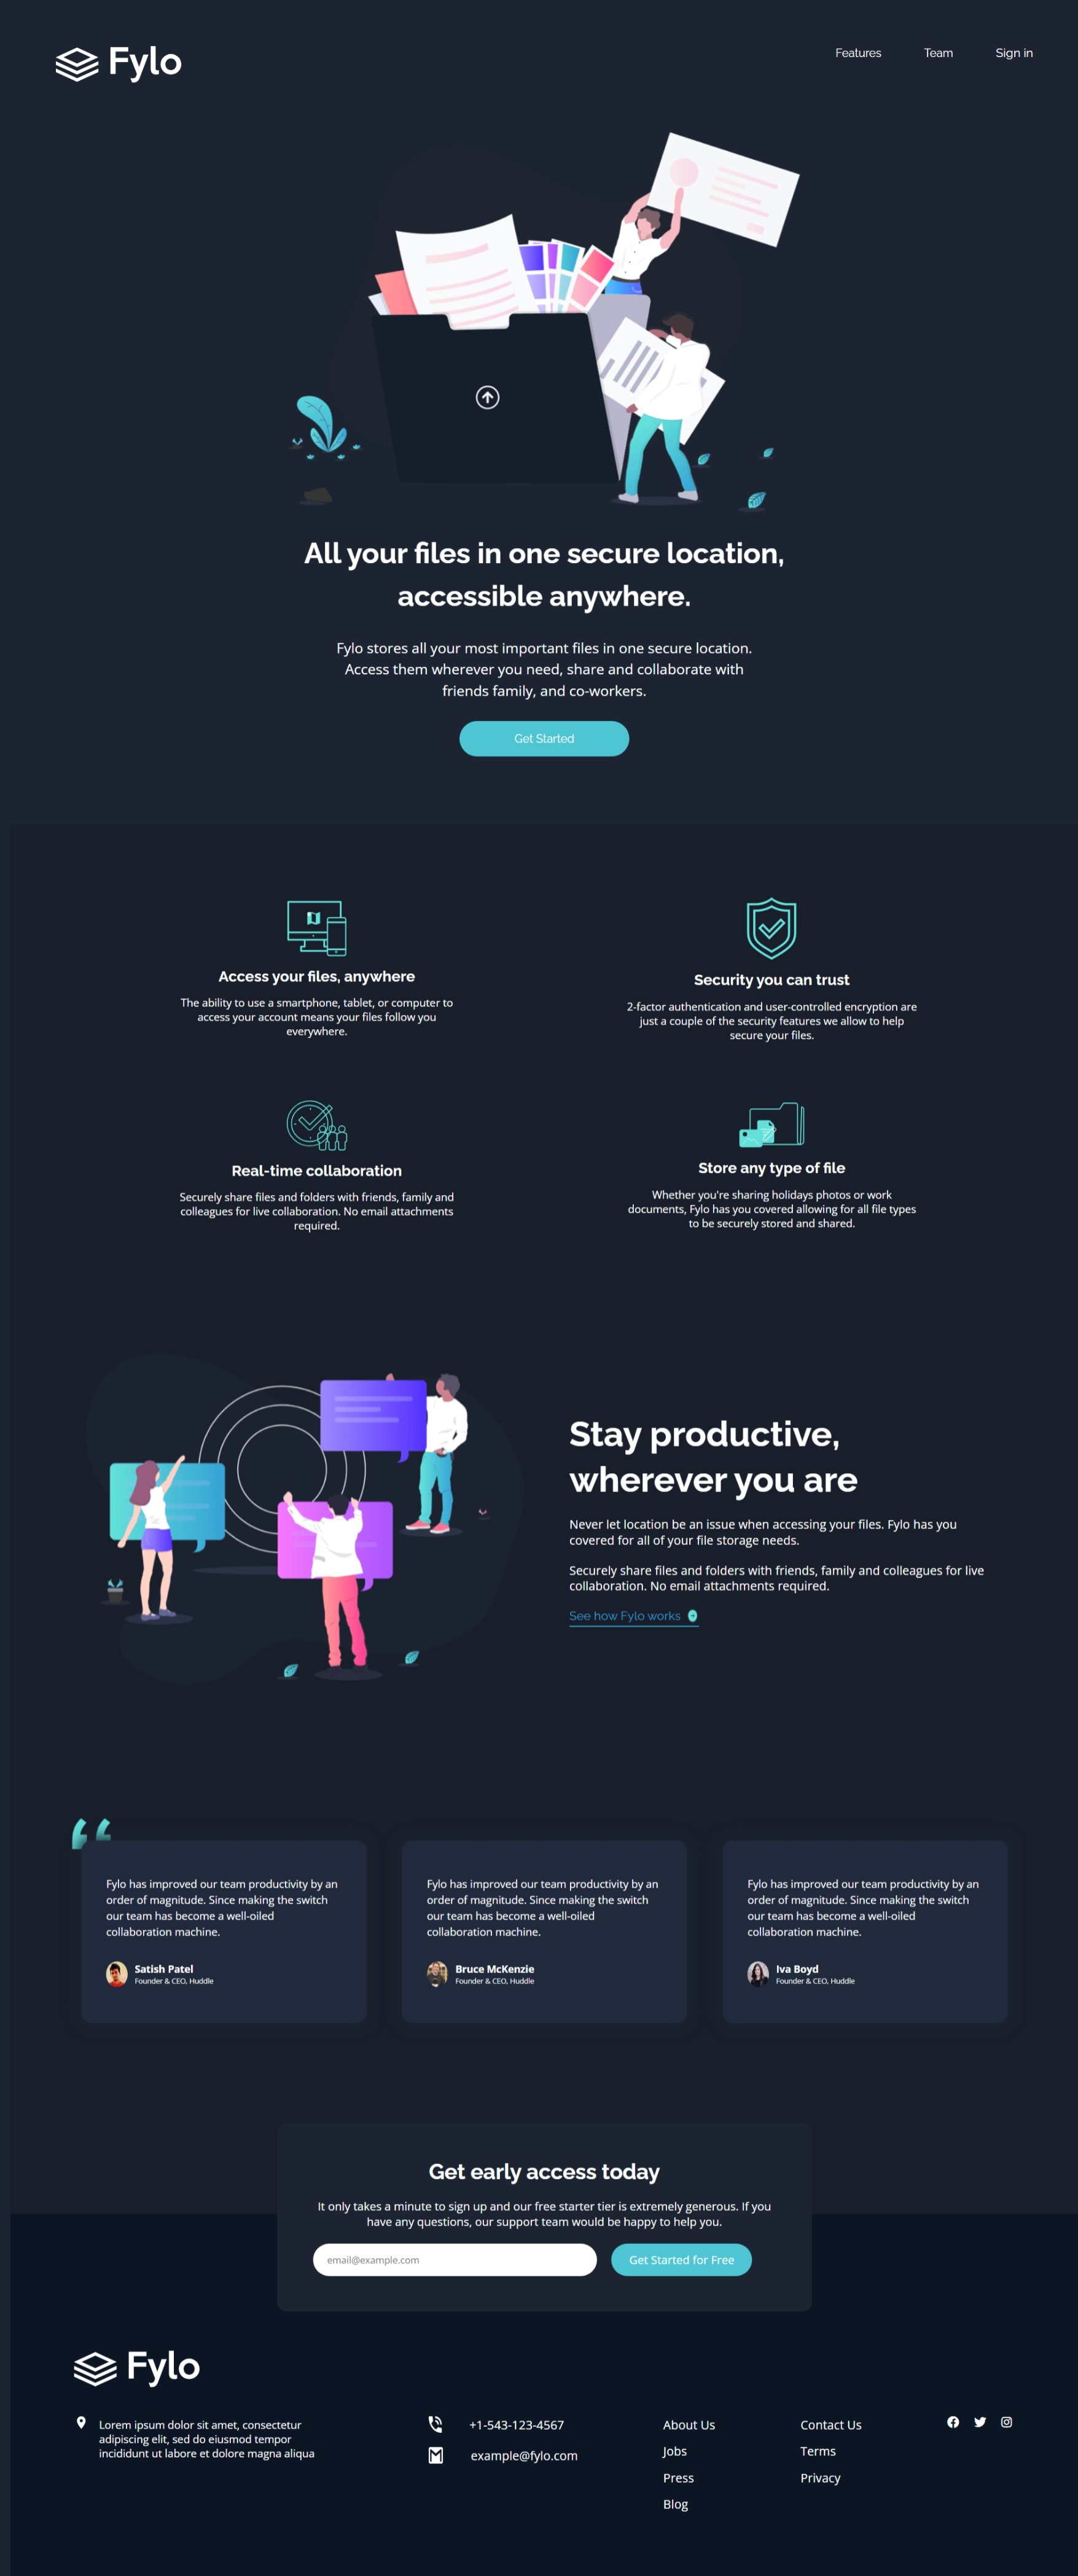 Fylo
Features
Team
Sign in
All your files in one secure location,
accessible anywhere.
Fylo stores all your most important files in one secure location.
Access them wherever you need, share and collaborate with
friends family, and co-workers.
Get Started
Access your files, anywhere
The ability to use a smartphone, tablet, or computer to
access your account means your files follow you
everywhere.
Security you can trust
2-factor authentication and user-controlled encryption are
just a couple of the security features we allow to help
secure your files.
Real-time collaboration
Securely share files and folders with friends, family and
colleagues for live collaboration. No email attachments
required.
Store any type of file
Whether you're sharing holidays photos or work
documents, Fylo has you covered allowing for all file types
to be securely stored and shared.
Stay productive,
wherever you are
Never let location be an issue when accessing your files. Fylo has you
covered for all of your file storage needs.
Securely share files and folders with friends, family and colleagues for live
collaboration. No email attachments required.
See how Fylo works
Fylo has improved our team productivity by an
order of magnitude. Since making the switch
our team has become a well-oiled
collaboration machine.
Satish Patel
Founder & CEO, Huddle
Fylo has improved our team productivity by an
order of magnitude. Since making the switch
our team has become a well-oiled
collaboration machine.
Bruce McKenzie
Founder & CEO, Huddle
Fylo has improved our team productivity by an
order of magnitude. Since making the switch
our team has become a well-oiled
collaboration machine.
Iva Boyd
Founder & CEO, Huddle
Get early access today
It only takes a minute to sign up and our free starter tier is extremely generous. If you
have any questions, our support team would be happy to help you.
email@example.com
Get Started for Free
Fylo
Lorem ipsum dolor sit amet, consectetur
adipiscing elit, sed do eiusmod tempor
incididunt ut labore et dolore magna aliqua
+1-543-123-4567
example@fylo.com
About Us
Jobs
Press
Blog
Contact Us
Terms
Privacy